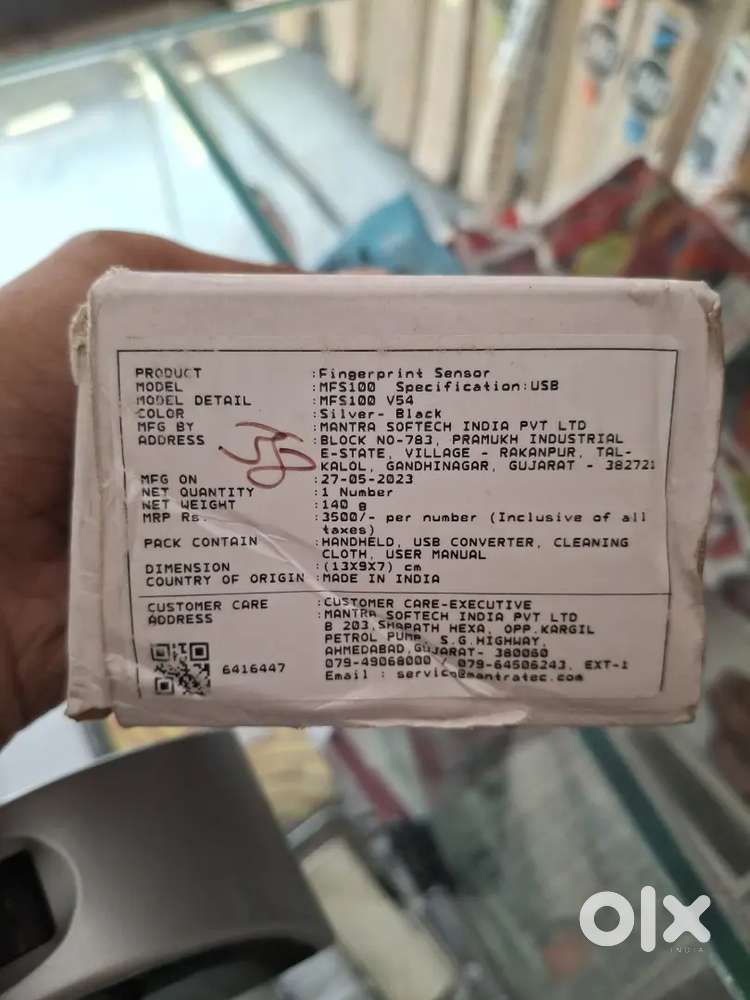 PRODUCT :Fingerprint Sensor
MODEL :MFS100 Specification:USB
MODEL DETAIL :MFS100 V54
COLOR :Silver- Black
MFG BY :MANTRA SOFTECH INDIA PVT LTD
ADDRESS :BLOCK NO-783, PRAMUKH INDUSTRIAL
E-STATE, VILLAGE - RAKANPUR, TAL-
KALOL, GANDHINAGAR, GUJARAT - 382721
MFG ON :27-05-2023
NET QUANTITY :1 Number
NET WEIGHT :140 g
MRP Rs. :3500/- per number (Inclusive of all
taxes)
PACK CONTAIN :HANDHELD, USB CONVERTER, CLEANING
CLOTH, USER MANUAL
DIMENSION :(13X9X7) cm
COUNTRY OF ORIGIN :MADE IN INDIA
CUSTOMER CARE :CUSTOMER CARE-EXECUTIVE
ADDRESS :MANTRA SOFTECH INDIA PVT LTD
B 203,SHAPATH HEXA, OPP.KARGIL
PETROL PUMP, S.G.HIGHWAY,
AHMEDABAD,GUJARAT- 380060
079-49068000 / 079-64506243, EXT-1
Email : servico@mantratec.com
6416447
olx
INDIA